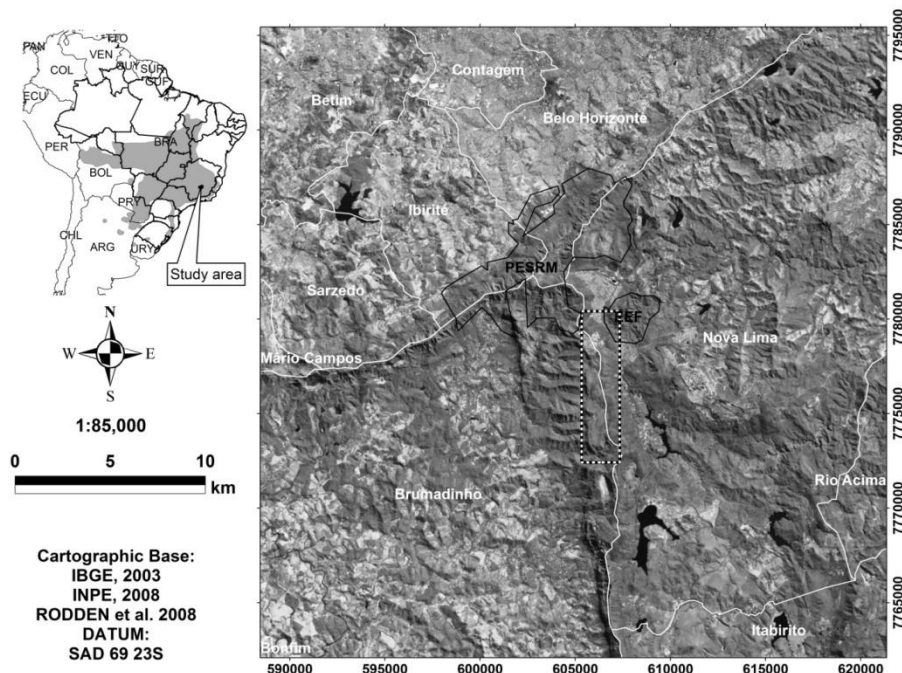 PAN
VEN
GUY
SUR
GUF
COL
ECU
PER
BRA
BOL
PRY
CHL
ARG
URY
Study area
N
W E
S
1:85,000
0 5 10
km
Cartographic Base:
IBGE, 2003
INPE, 2008
RODDEN et al. 2008
DATUM:
SAD 69 23S
Contagem
Betim
Belo Horizonte
Ibirité
PESRM
Sarzedo
EEF
Nova Lima
Mário Campos
Brumadinho
Rio Acima
Itabirito
Bonfim
7795000
7790000
7785000
7780000
7775000
7770000
7765000
590000 595000 600000 605000 610000 615000 620000